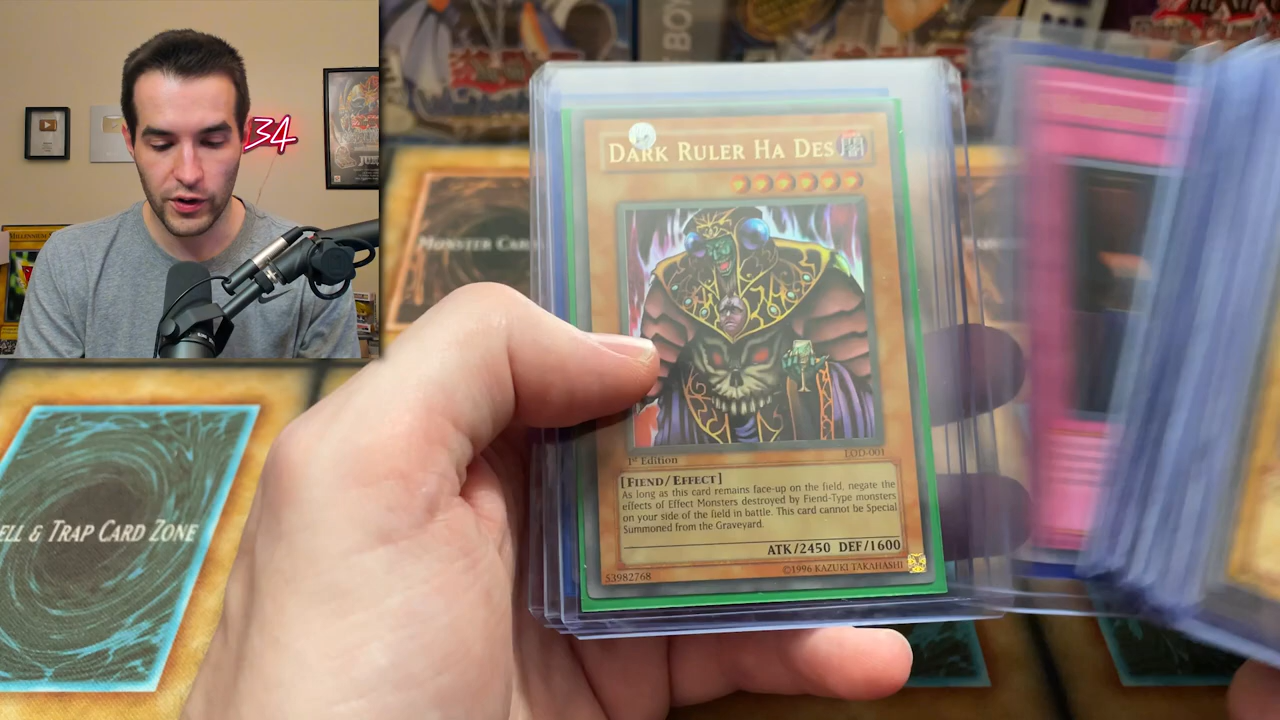 34
MILLENNIUM
MONSTER CARD
DARK RULER HA DES
1st Edition
LOD-001
[FIEND/EFFECT]
As long as this card remains face-up on the field, negate the
effects of Effect Monsters destroyed by Fiend-Type monsters
on your side of the field in battle. This card cannot be Special
Summoned from the Graveyard.
ATK/2450 DEF/1600
53982768
©1996 KAZUKI TAKAHASHI
ELL & TRAP CARD ZONE